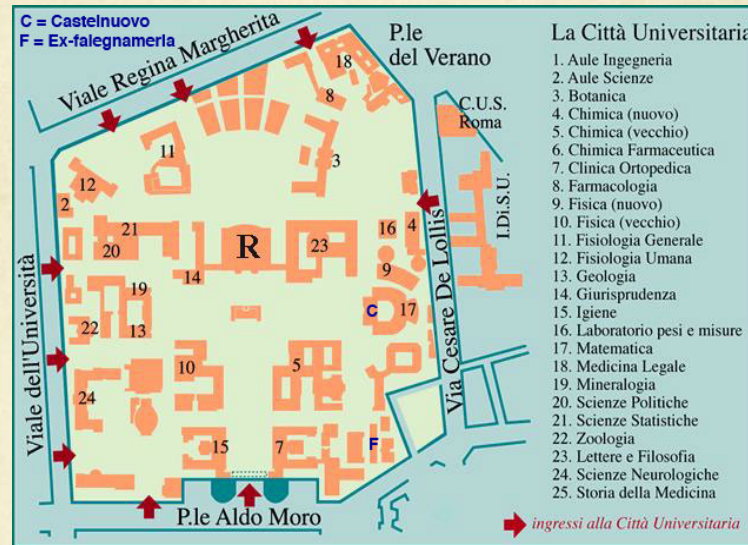 C = Castelnuovo
F = Ex-falegnameria
Viale Regina Margherita
P.le
del Verano
18
8
C.U.S.
Roma
11
3
12
2
I.Di.S.U.
21
20
R
23
16
4
14
9
19
C
17
13
22
Via Cesare De Lollis
Viale dell'Università
10
5
24
15
7
F
P.le Aldo Moro
La Città Universitaria
1. Aule Ingegneria
2. Aule Scienze
3. Botanica
4. Chimica (nuovo)
5. Chimica (vecchio)
6. Chimica Farmaceutica
7. Clinica Ortopedica
8. Farmacologia
9. Fisica (nuovo)
10. Fisica (vecchio)
11. Fisiologia Generale
12. Fisiologia Umana
13. Geologia
14. Giurisprudenza
15. Igiene
16. Laboratorio pesi e misure
17. Matematica
18. Medicina Legale
19. Mineralogia
20. Scienze Politiche
21. Scienze Statistiche
22. Zoologia
23. Lettere e Filosofia
24. Scienze Neurologiche
25. Storia della Medicina
ingressi alla Città Universitaria